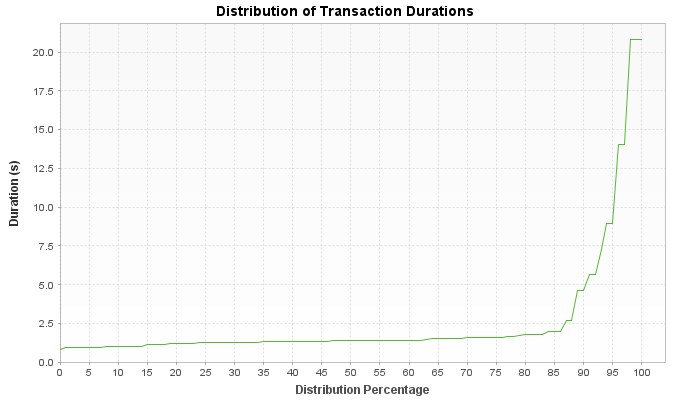 Distribution of Transaction Durations
Duration (s)
20.0
17.5
15.0
12.5
10.0
7.5
5.0
2.5
0.0
0 5 10 15 20 25 30 35 40 45 50 55 60 65 70 75 80 85 90 95 100
Distribution Percentage